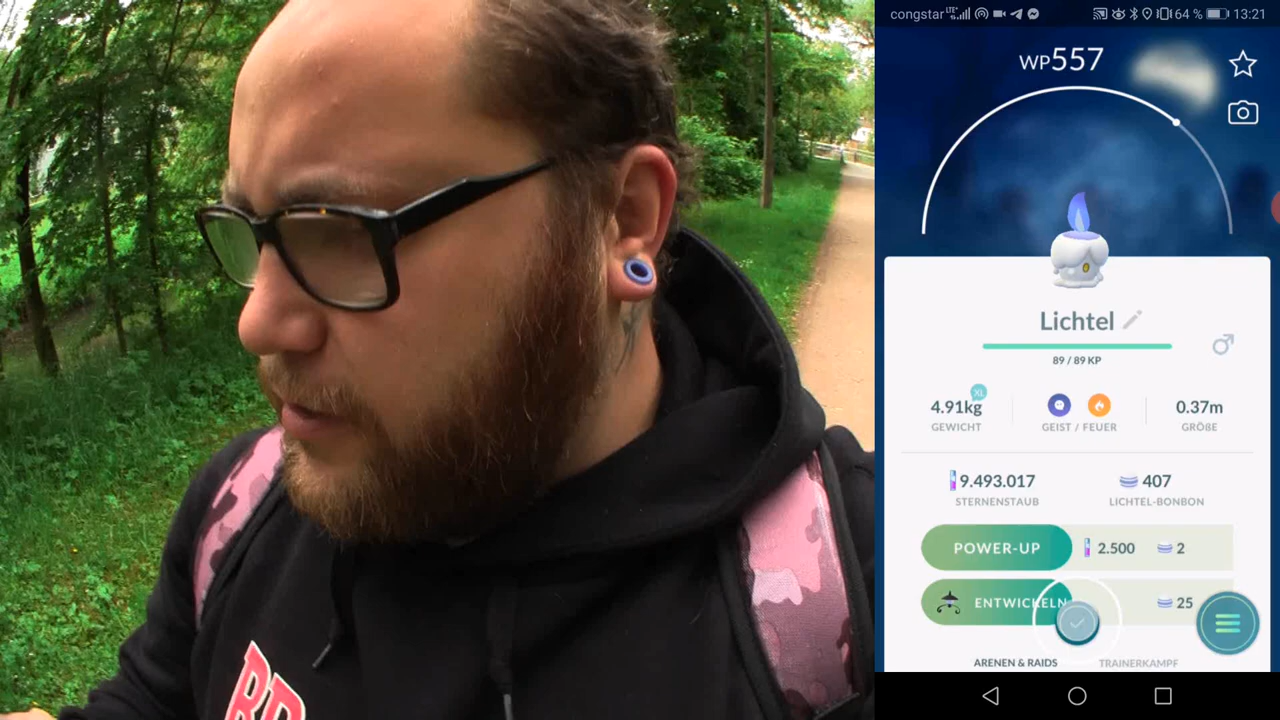 congstar 64 % 13:21
WP557
Lichtel
89 / 89 KP
XL
4.91kg 0.37m
GEWICHT GEIST / FEUER GRÖßE
9.493.017 407
STERNENSTAUB LICHTEL-BONBON
POWER-UP 2.500 2
ENTWICKELN 25
ARENEN & RAIDS TRAINERKAMPF